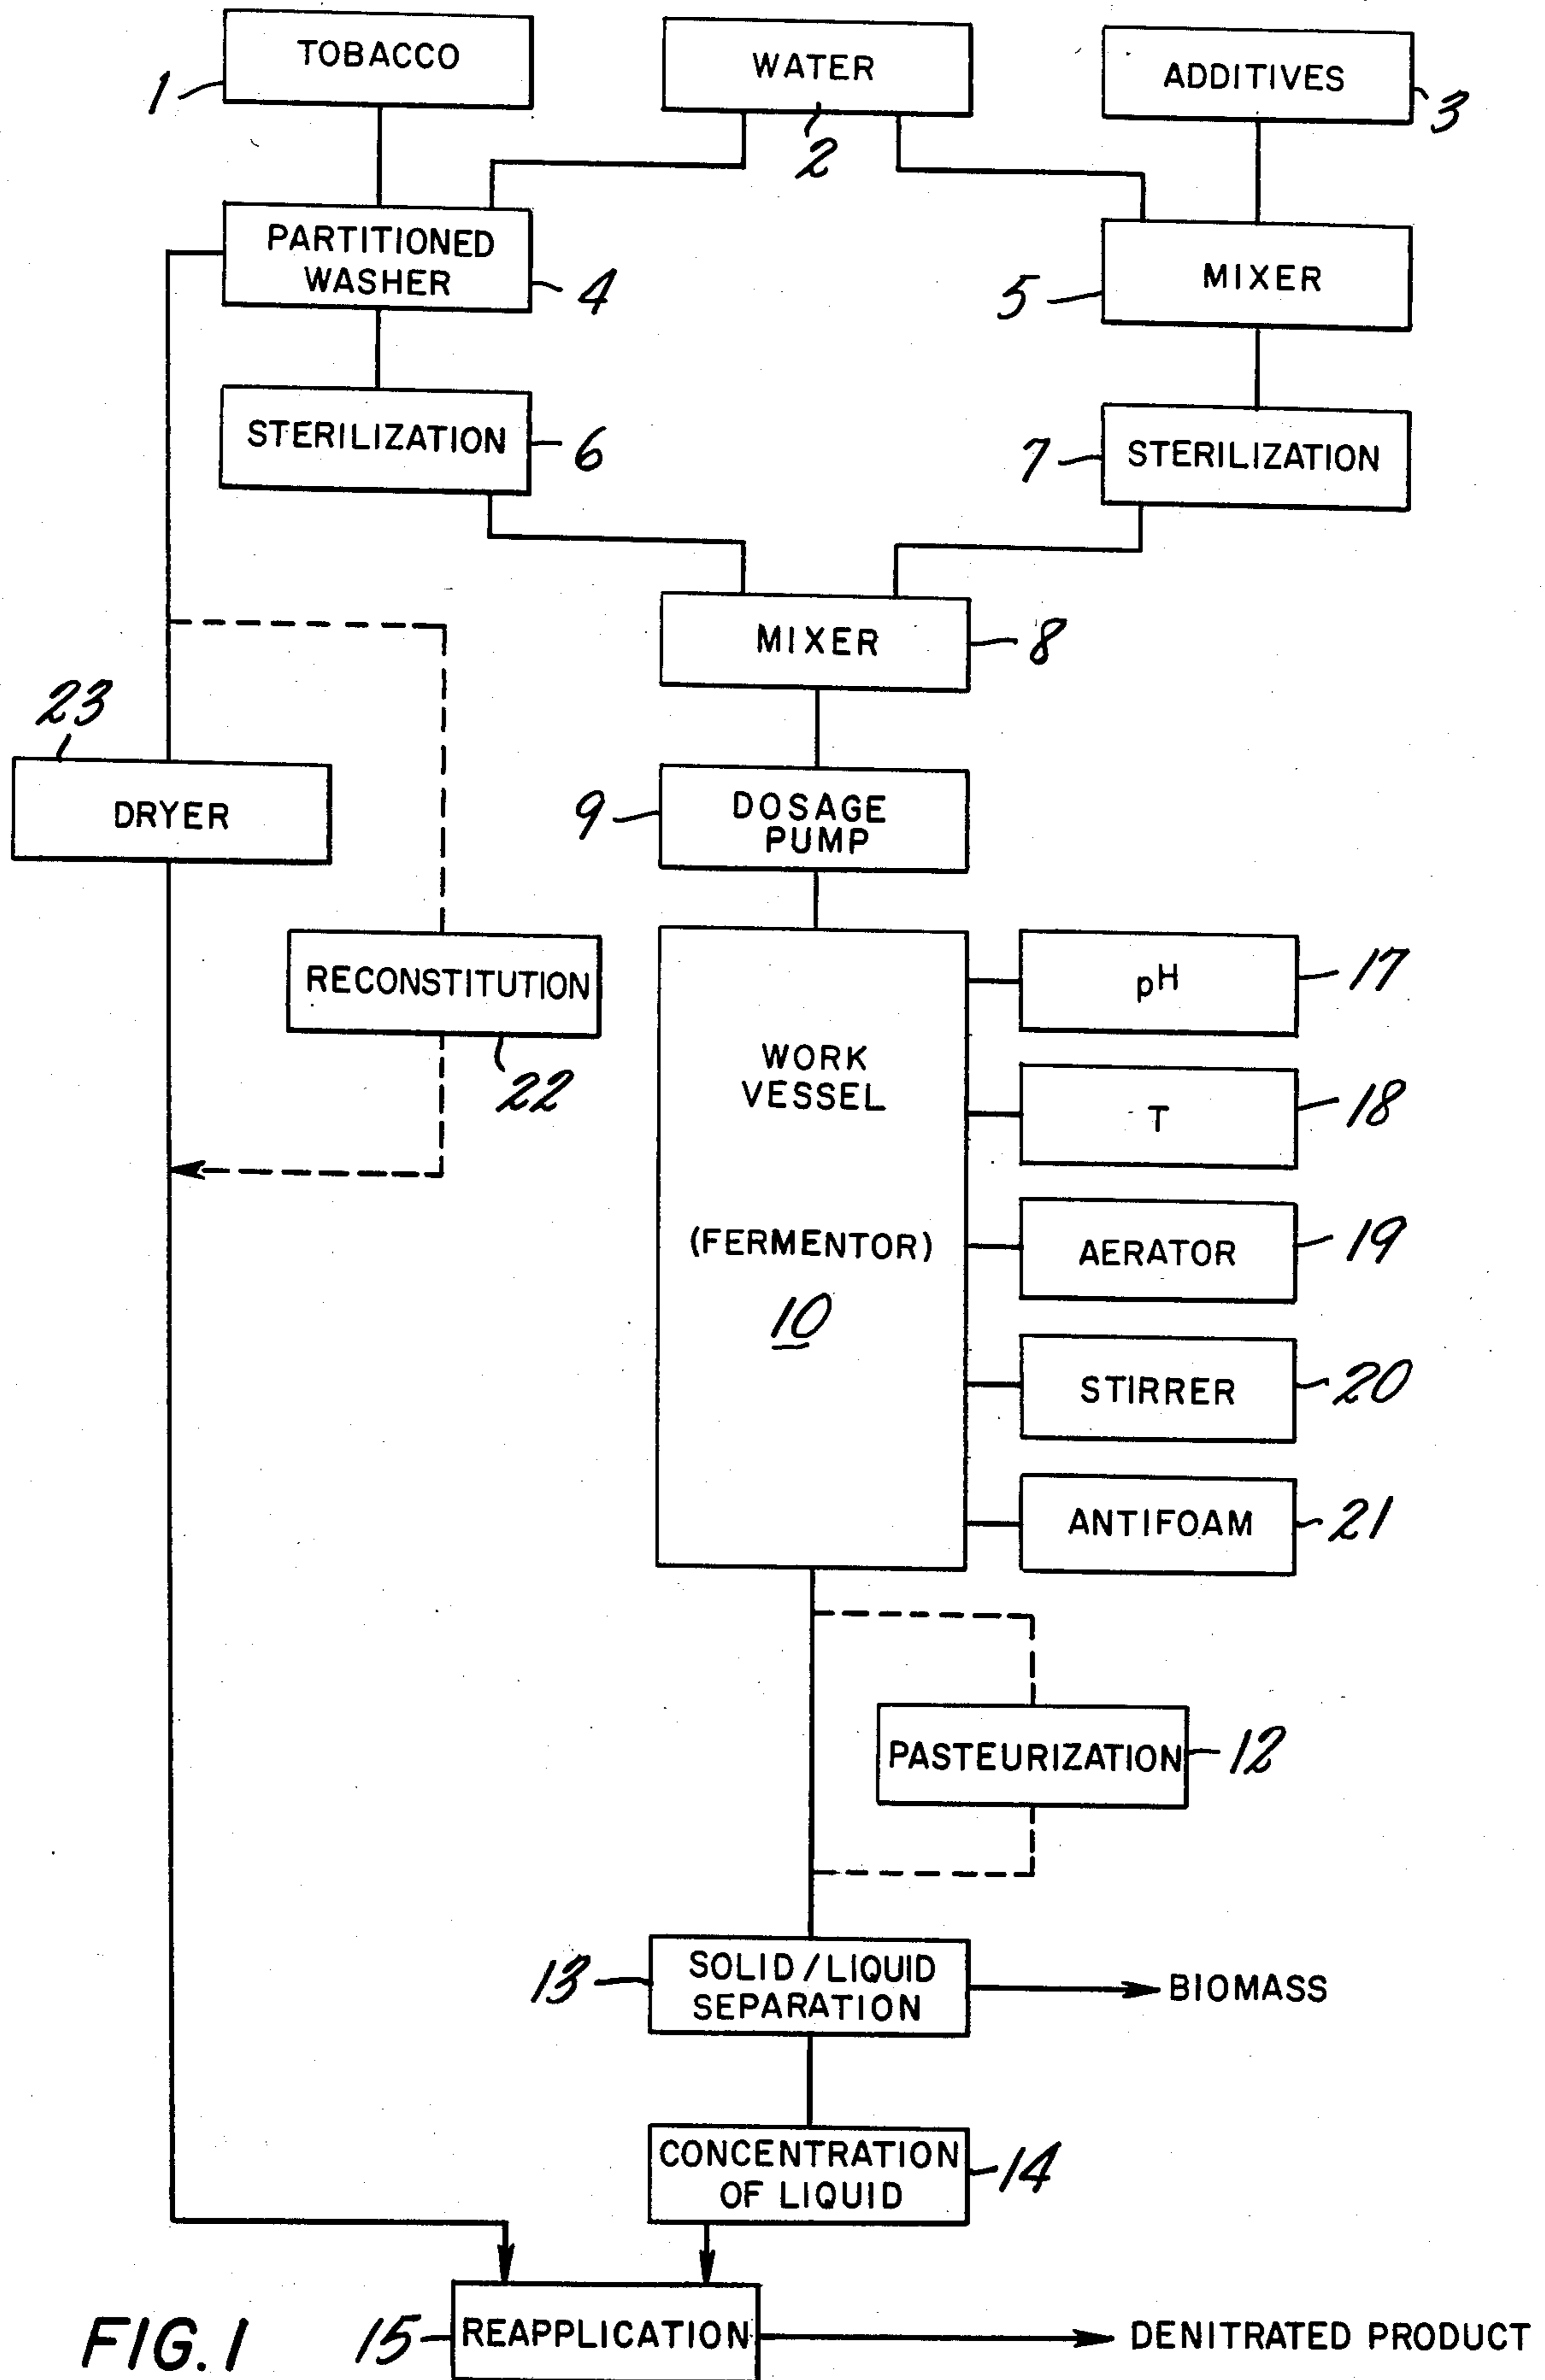 TOBACCO
1
WATER
2
ADDITIVES
3
PARTITIONED
WASHER
4
MIXER
5
STERILIZATION
6
STERILIZATION
7
MIXER
8
DOSAGE
PUMP
9
DRYER
23
RECONSTITUTION
22
WORK
VESSEL
(FERMENTOR)
10
pH
17
T
18
AERATOR
19
STIRRER
20
ANTIFOAM
21
PASTEURIZATION
12
SOLID/LIQUID
SEPARATION
13
BIOMASS
CONCENTRATION
OF LIQUID
14
REAPPLICATION
15
DENITRATED PRODUCT
FIG. 1